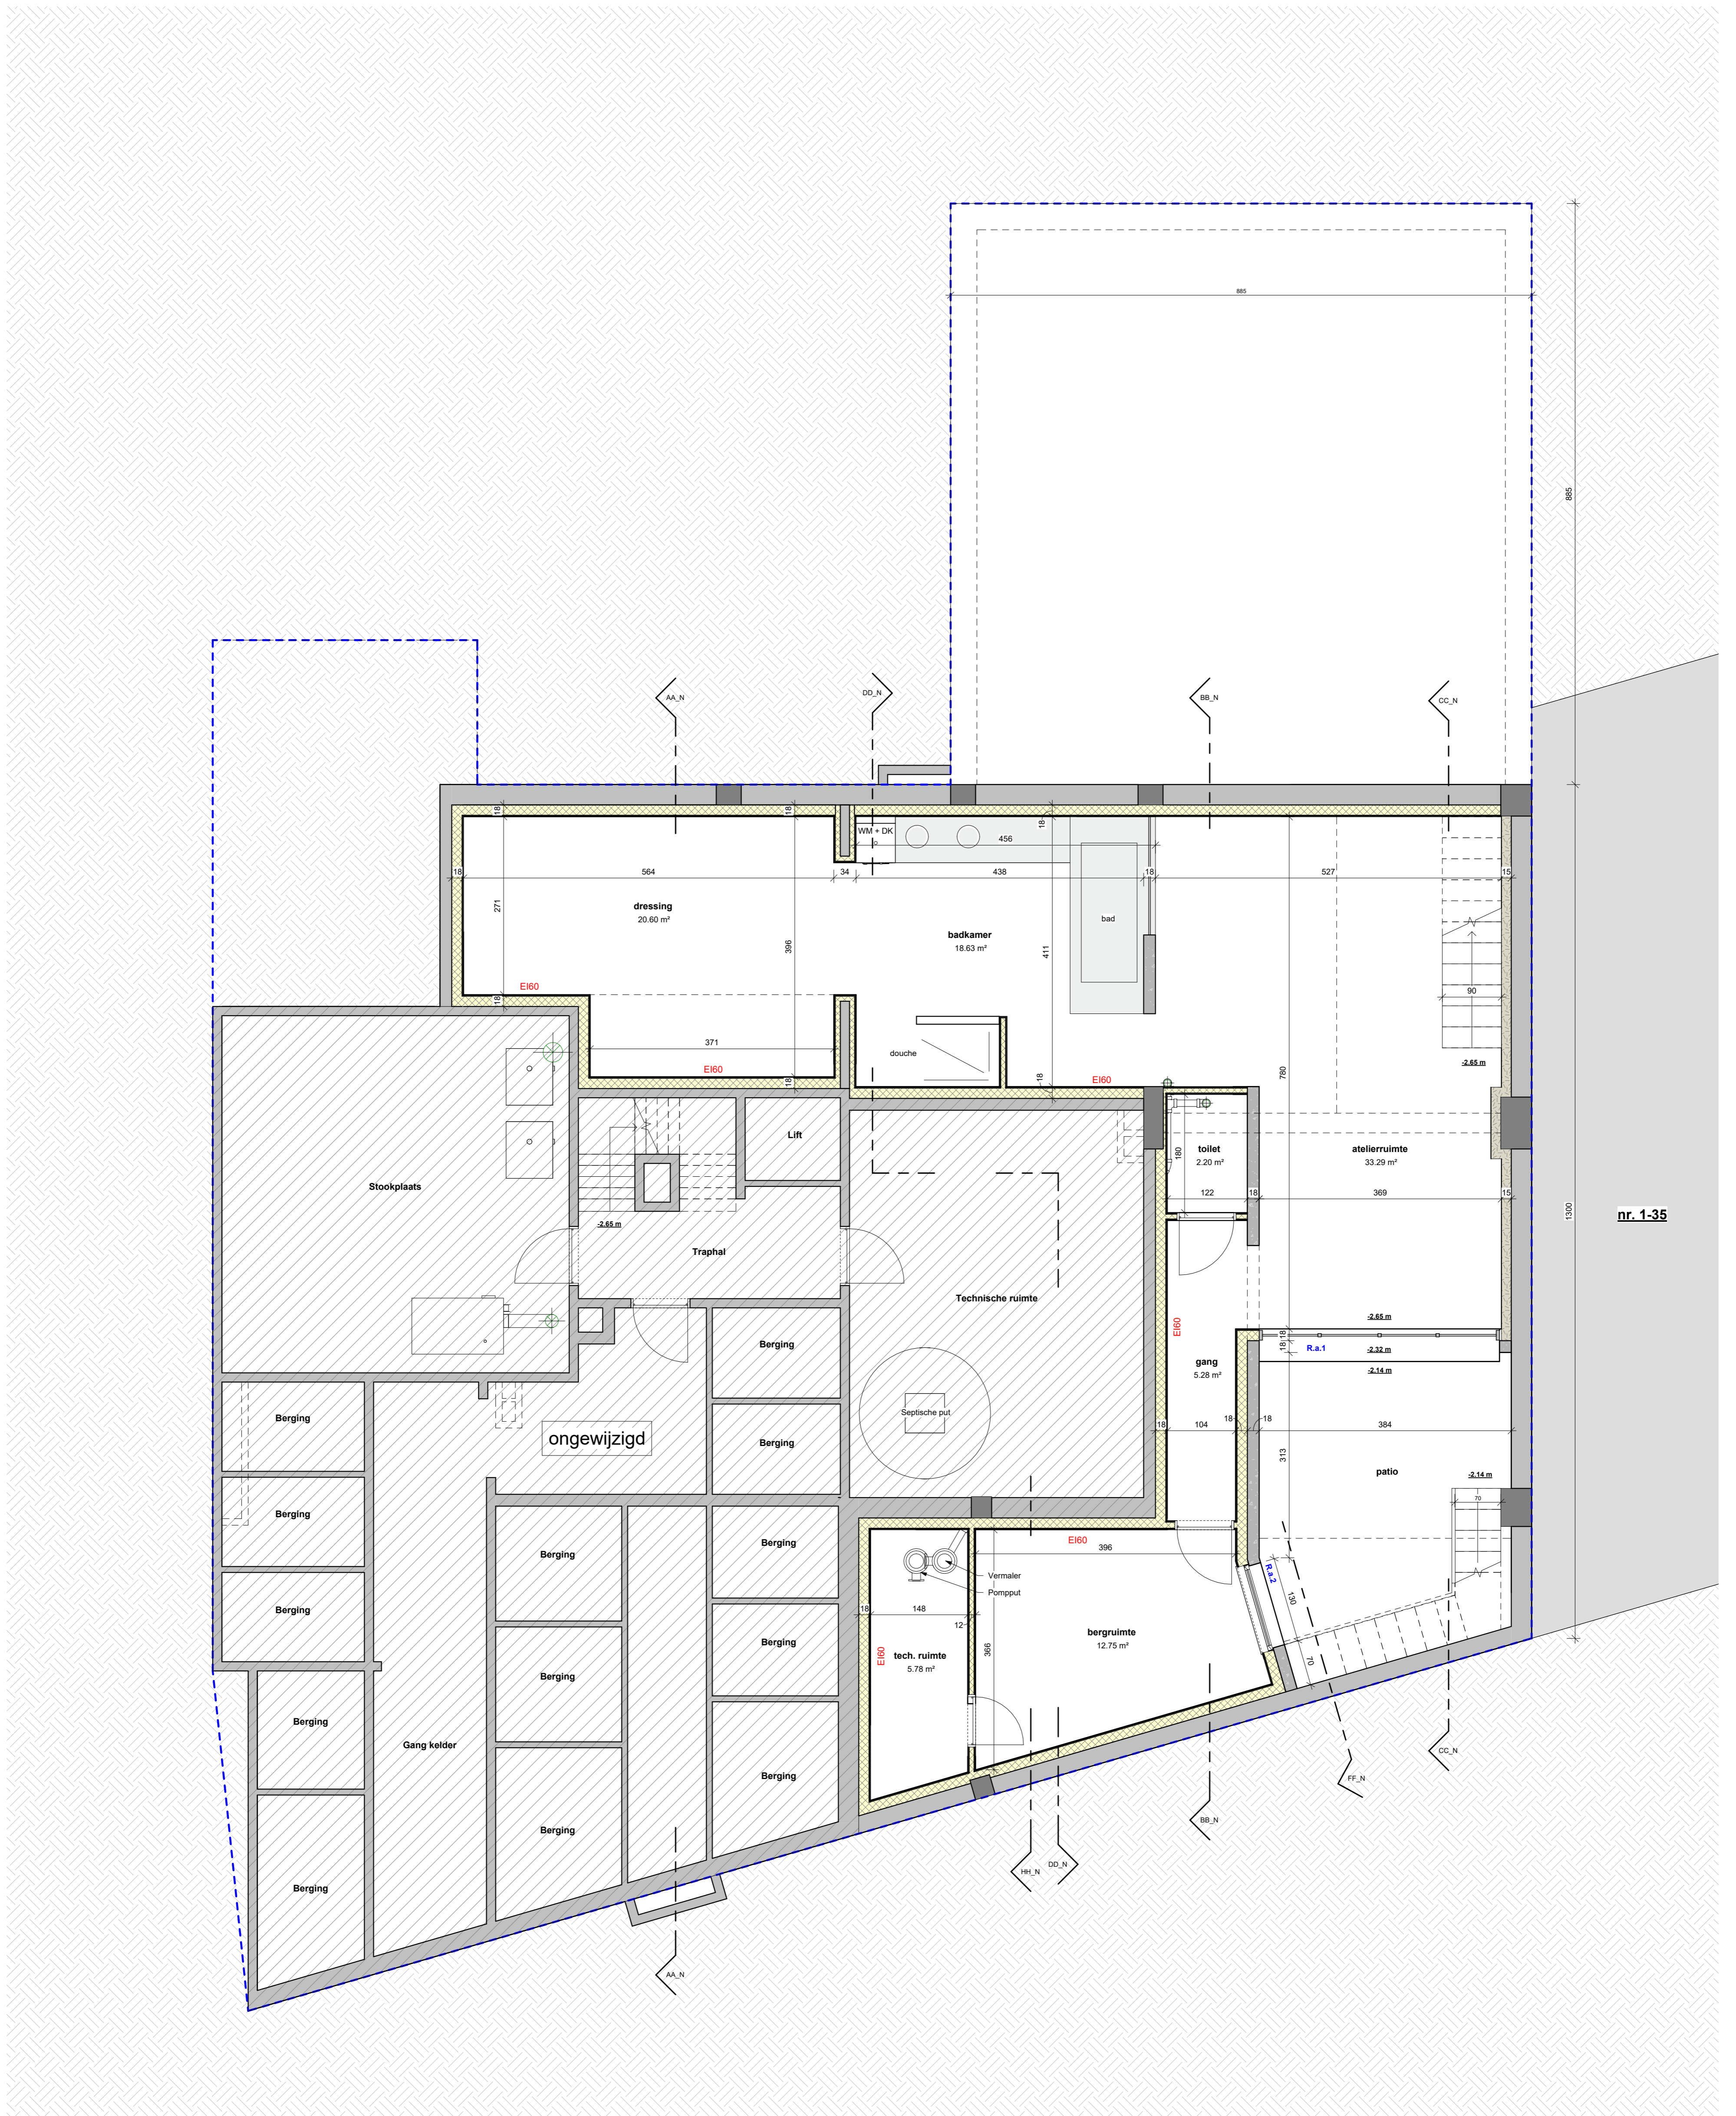 885
885
AA_N
DD_N
BB_N
CC_N
18
18
18
WM + DK
456
18
564
34
438
18
527
15
271
dressing
20.60 m²
396
badkamer
18.63 m²
411
bad
EI60
18
90
371
douche
EI60
18
18
EI60
-2.65 m
780
Lift
toilet
2.20 m²
180
atelierruimte
33.29 m²
Stookplaats
122
18
369
15
-2.65 m
1300
nr. 1-35
Traphal
Technische ruimte
EI60
-2.65 m
18
18
R.a.1
-2.32 m
Berging
gang
5.28 m²
-2.14 m
Septische put
Berging
ongewijzigd
Berging
18
104
18
18
384
313
patio
-2.14 m
70
Berging
Berging
Berging
EI60
396
Vermaler
Pompput
R.a.2
130
Berging
18
148
12
bergruimte
12.75 m²
Berging
366
EI60
tech. ruimte
5.78 m²
70
Berging
Berging
Gang kelder
Berging
CC_N
FF_N
Berging
BB_N
HH_N
DD_N
Berging
AA_N